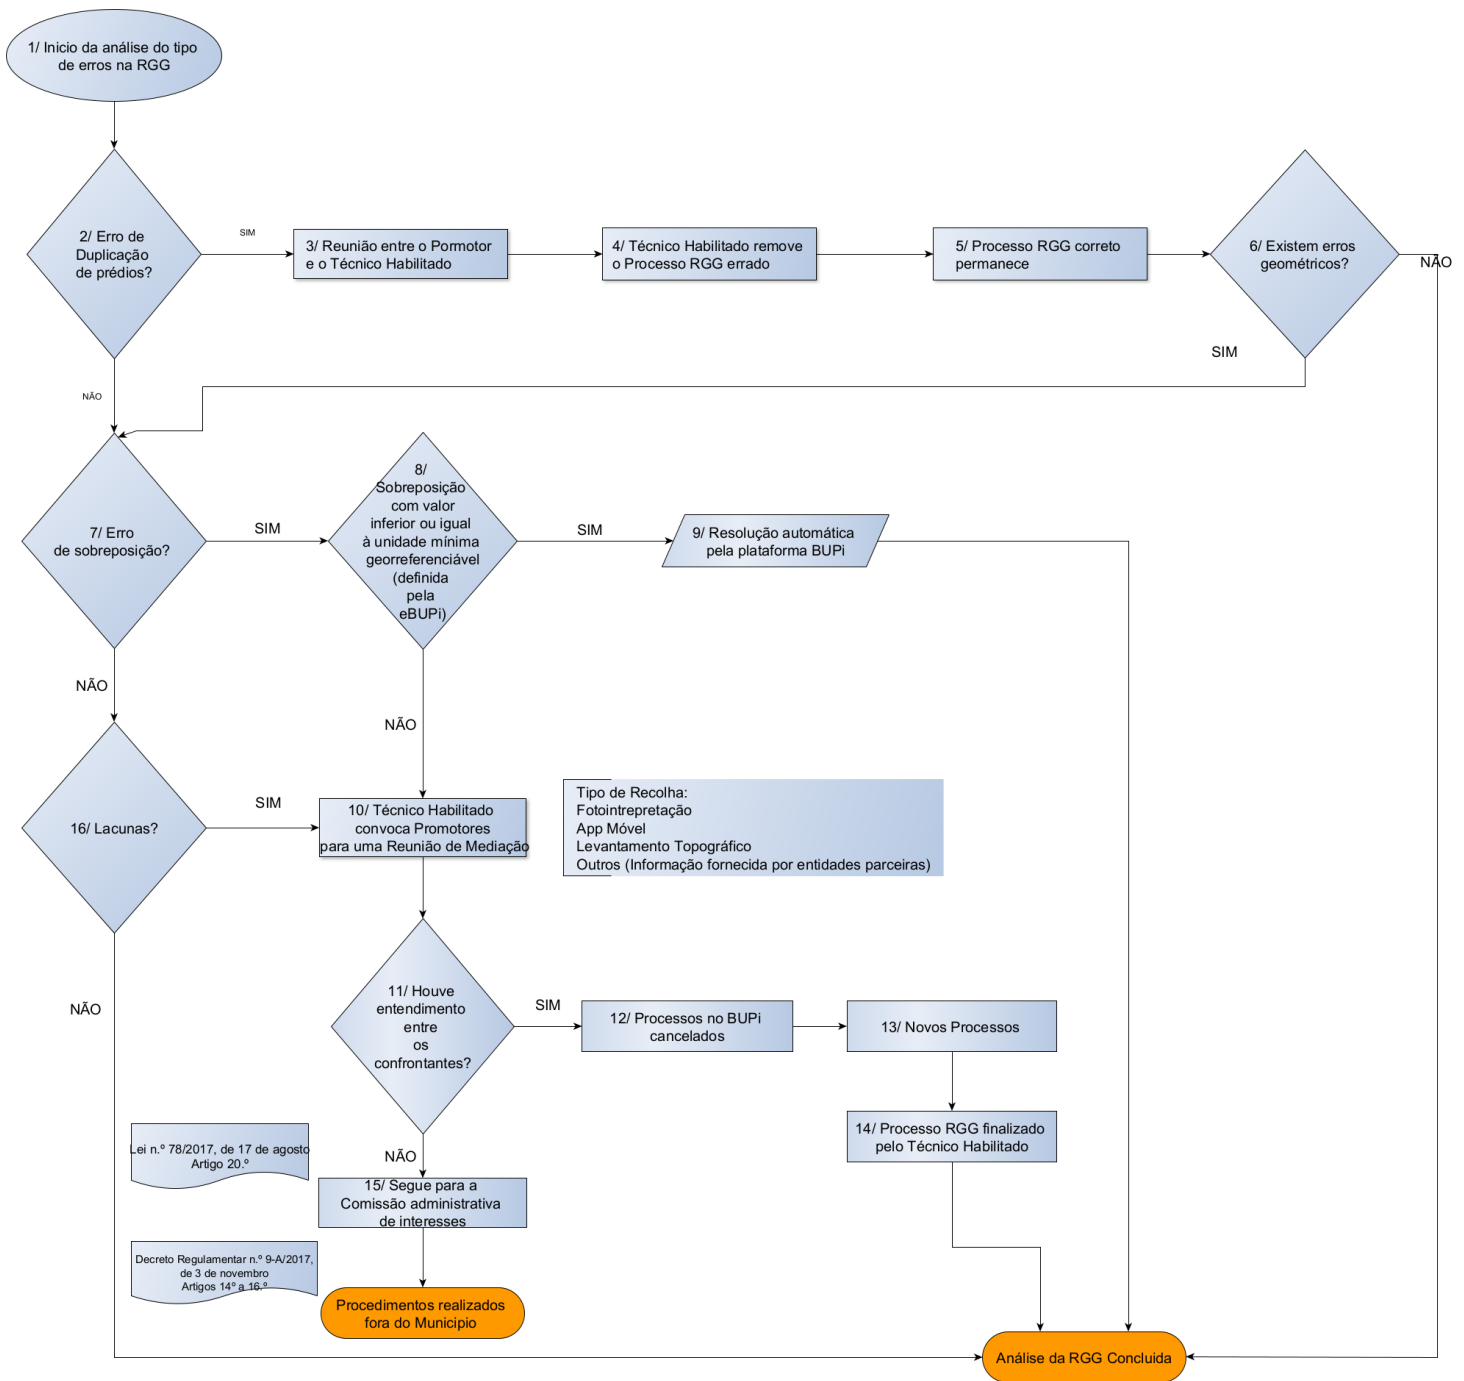 1/ Inicio da análise do tipo
de erros na RGG
2/ Erro de
Duplicação
de prédios?
SIM
3/ Reunião entre o Pormotor
e o Técnico Habilitado
4/ Técnico Habilitado remove
o Processo RGG errado
5/ Processo RGG correto
permanece
6/ Existem erros
geométricos?
NÃO
SIM
NÃO
7/ Erro
de sobreposição?
SIM
8/
Sobreposição
com valor
inferior ou igual
à unidade mínima
georreferenciável
(definida
pela
eBUPi)
SIM
9/ Resolução automática
pela plataforma BUPi
NÃO
NÃO
16/ Lacunas?
SIM
10/ Técnico Habilitado
convoca Promotores
para uma Reunião de Mediação
Tipo de Recolha:
Fotointrepretação
App Móvel
Levantamento Topográfico
Outros (Informação fornecida por entidades parceiras)
NÃO
11/ Houve
entendimento
entre
os
confrontantes?
SIM
12/ Processos no BUPi
cancelados
13/ Novos Processos
14/ Processo RGG finalizado
pelo Técnico Habilitado
NÃO
Lei n.º 78/2017, de 17 de agosto
Artigo 20.º
15/ Segue para a
Comissão administrativa
de interesses
Decreto Regulamentar n.º 9-A/2017,
de 3 de novembro
Artigos 14º a 16.º
Procedimentos realizados
fora do Municipio
Análise da RGG Concluida